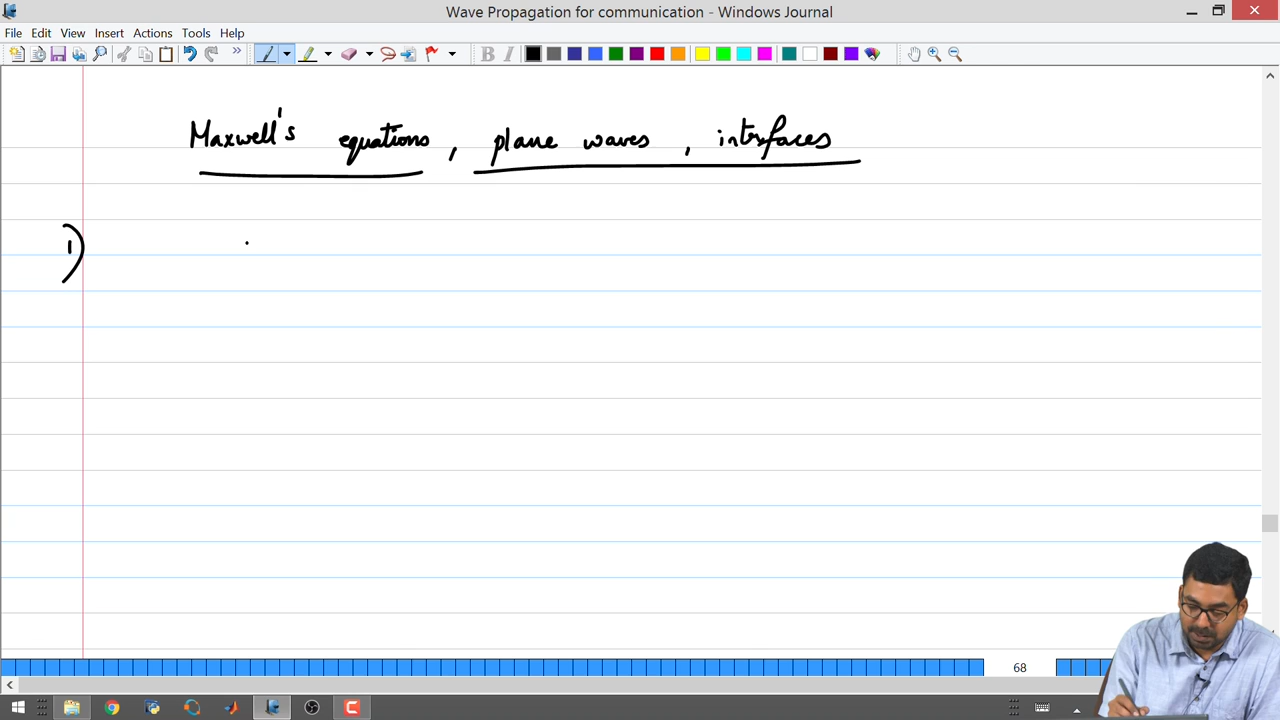 Wave Propagation for communication - Windows Journal
File Edit View Insert Actions Tools Help
B I
Maxwell's equations, plane waves, interfaces
1)
68